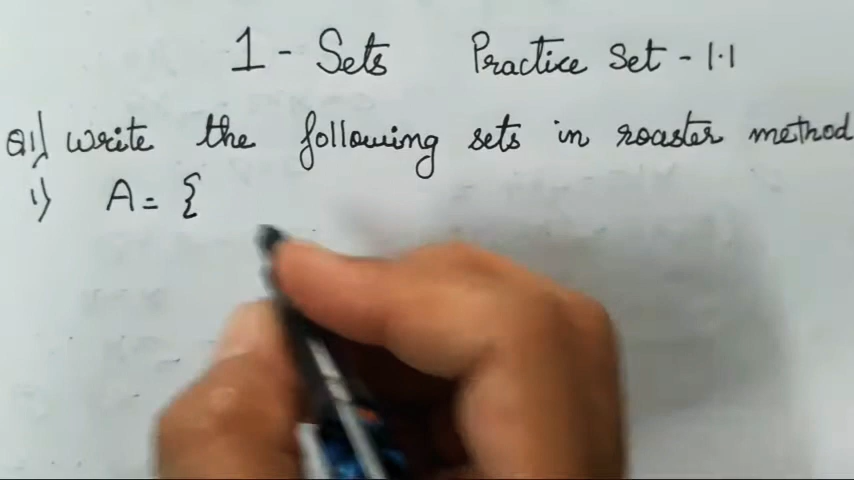 1 - Sets Practice Set - 1.1
Q1) write the following sets in roaster method
1) A = {